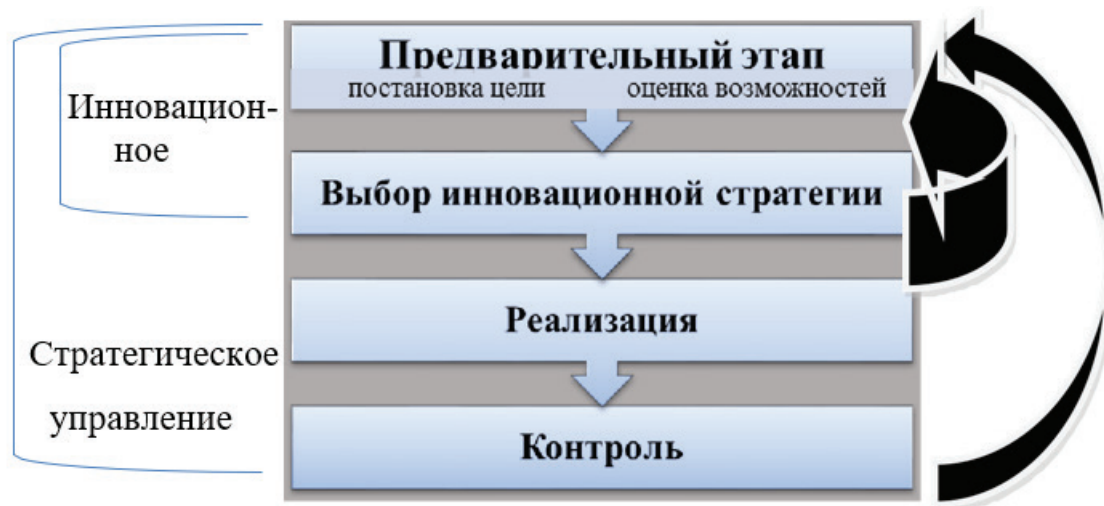 Предварительный этап
постановка цели оценка возможностей
Инновацион-
ное
Выбор инновационной стратегии
Реализация
Стратегическое
управление
Контроль